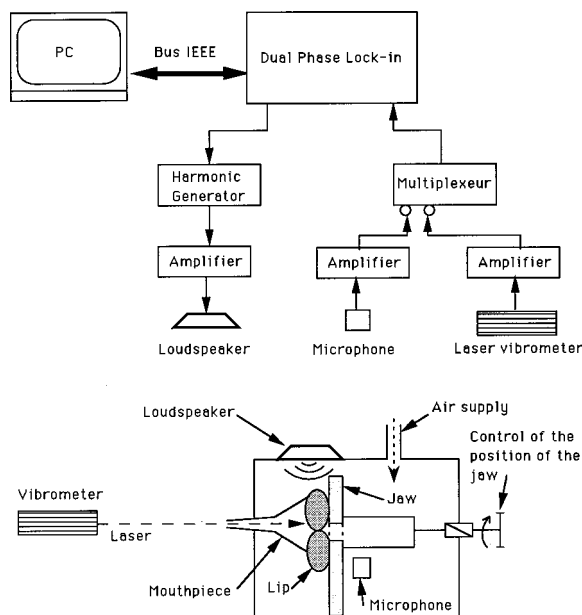 PC
Bus IEEE
Dual Phase Lock-in
Harmonic
Generator
Multiplexeur
Amplifier
Amplifier
Amplifier
Loudspeaker
Microphone
Laser vibrometer
Loudspeaker
Air supply
Control of the
position of the
jaw
Vibrometer
Jaw
Laser
Mouthpiece
Lip
Microphone